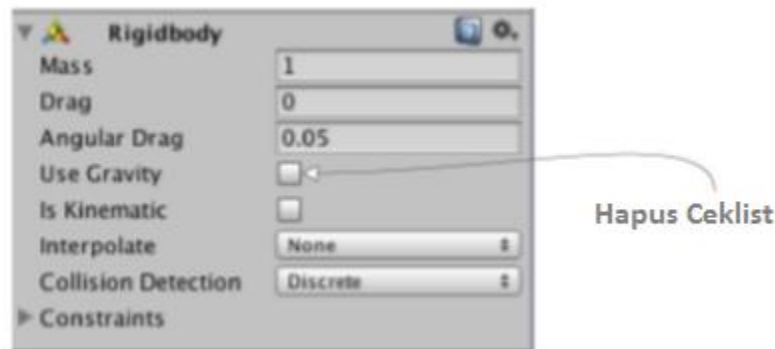 Rigidbody
Mass 1
Drag 0
Angular Drag 0.05
Use Gravity
Is Kinematic
Hapus Ceklist
Interpolate None
Collision Detection Discrete
Constraints